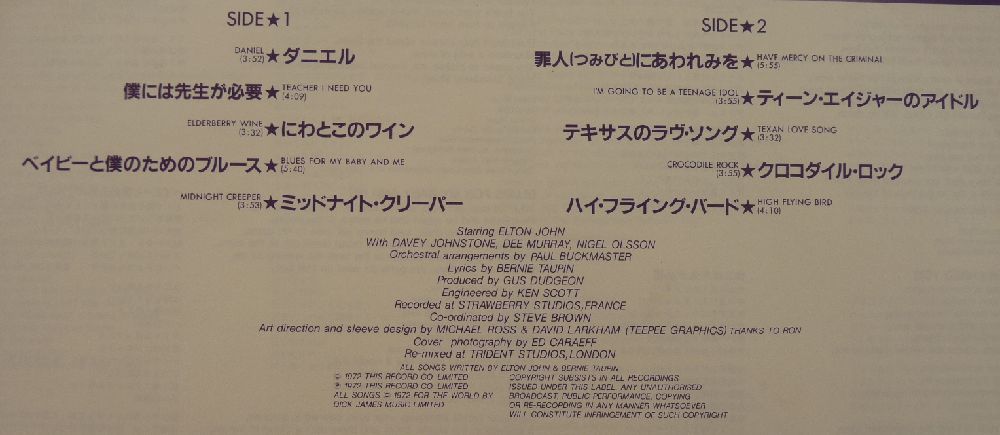 SIDE★1
DANIEL
(3:52)★ダニエル
僕には先生が必要★TEACHER I NEED YOU
(4:09)
ELDERBERRY WINE
(3:32)★にわとこのワイン
ベイビーと僕のためのブルース★BLUES FOR MY BABY AND ME
(5:40)
MIDNIGHT CREEPER
(3:53)★ミッドナイト・クリーパー
SIDE★2
罪人(つみびと)にあわれみを★HAVE MERCY ON THE CRIMINAL
(5:55)
I'M GOING TO BE A TEENAGE IDOL
(3:55)★ティーン・エイジャーのアイドル
テキサスのラヴ・ソング★TEXAN LOVE SONG
(3:32)
CROCODILE ROCK
(3:55)★クロコダイル・ロック
ハイ・フライング・バード★HIGH FLYING BIRD
(4:10)
Starring ELTON JOHN
With DAVEY JOHNSTONE, DEE MURRAY, NIGEL OLSSON
Orchestral arrangements by PAUL BUCKMASTER
Lyrics by BERNIE TAUPIN
Produced by GUS DUDGEON
Engineered by KEN SCOTT
Recorded at STRAWBERRY STUDIOS,FRANCE
Co-ordinated by STEVE BROWN
Art direction and sleeve design by MICHAEL ROSS & DAVID LARKHAM (TEEPEE GRAPHICS) THANKS TO RON
Cover photography by ED CARAEFF
Re-mixed at TRIDENT STUDIOS,LONDON
ALL SONGS WRITTEN BY ELTON JOHN & BERNIE TAUPIN
© 1972 THIS RECORD CO. LIMITED
℗ 1972 THIS RECORD CO. LIMITED
ALL SONGS © 1972 FOR THE WORLD BY
DICK JAMES MUSIC LIMITED
COPYRIGHT SUBSISTS IN ALL RECORDINGS
ISSUED UNDER THIS LABEL. ANY UNAUTHORISED
BROADCAST, PUBLIC PERFORMANCE, COPYING
OR RE-RECORDING IN ANY MANNER WHATSOEVER
WILL CONSTITUTE INFRINGEMENT OF SUCH COPYRIGHT